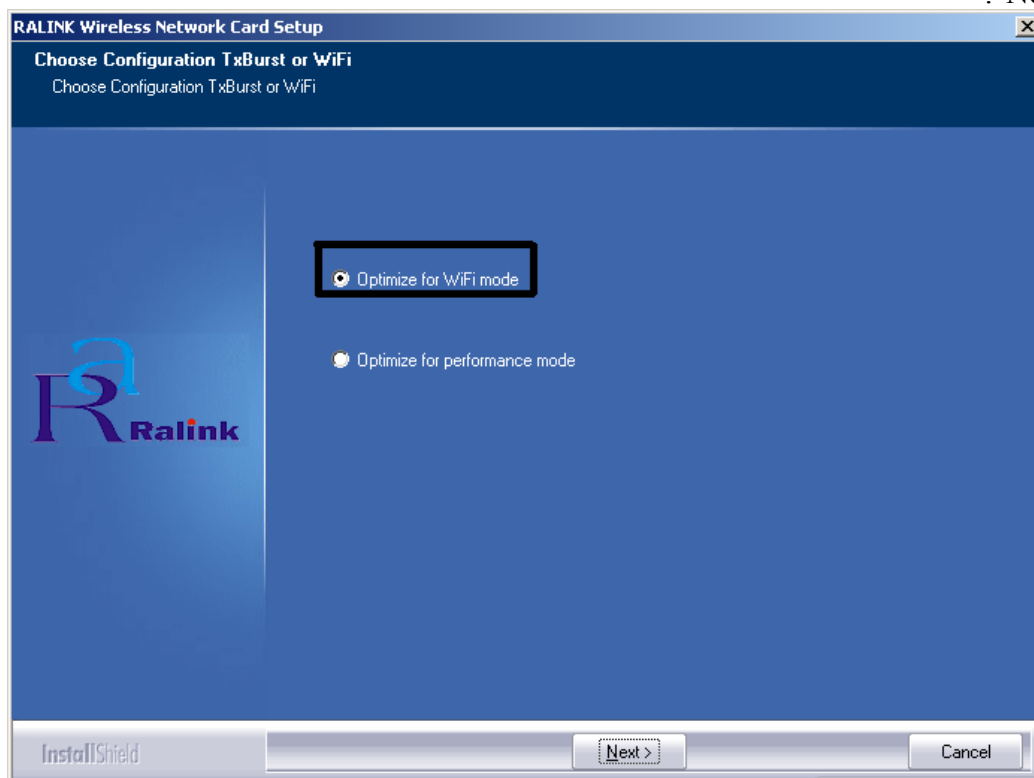 RALINK Wireless Network Card Setup
Choose Configuration TxBurst or WiFi
Choose Configuration TxBurst or WiFi
Optimize for WiFi mode
Optimize for performance mode
Ra
Ralink
InstallShield
Next >
Cancel